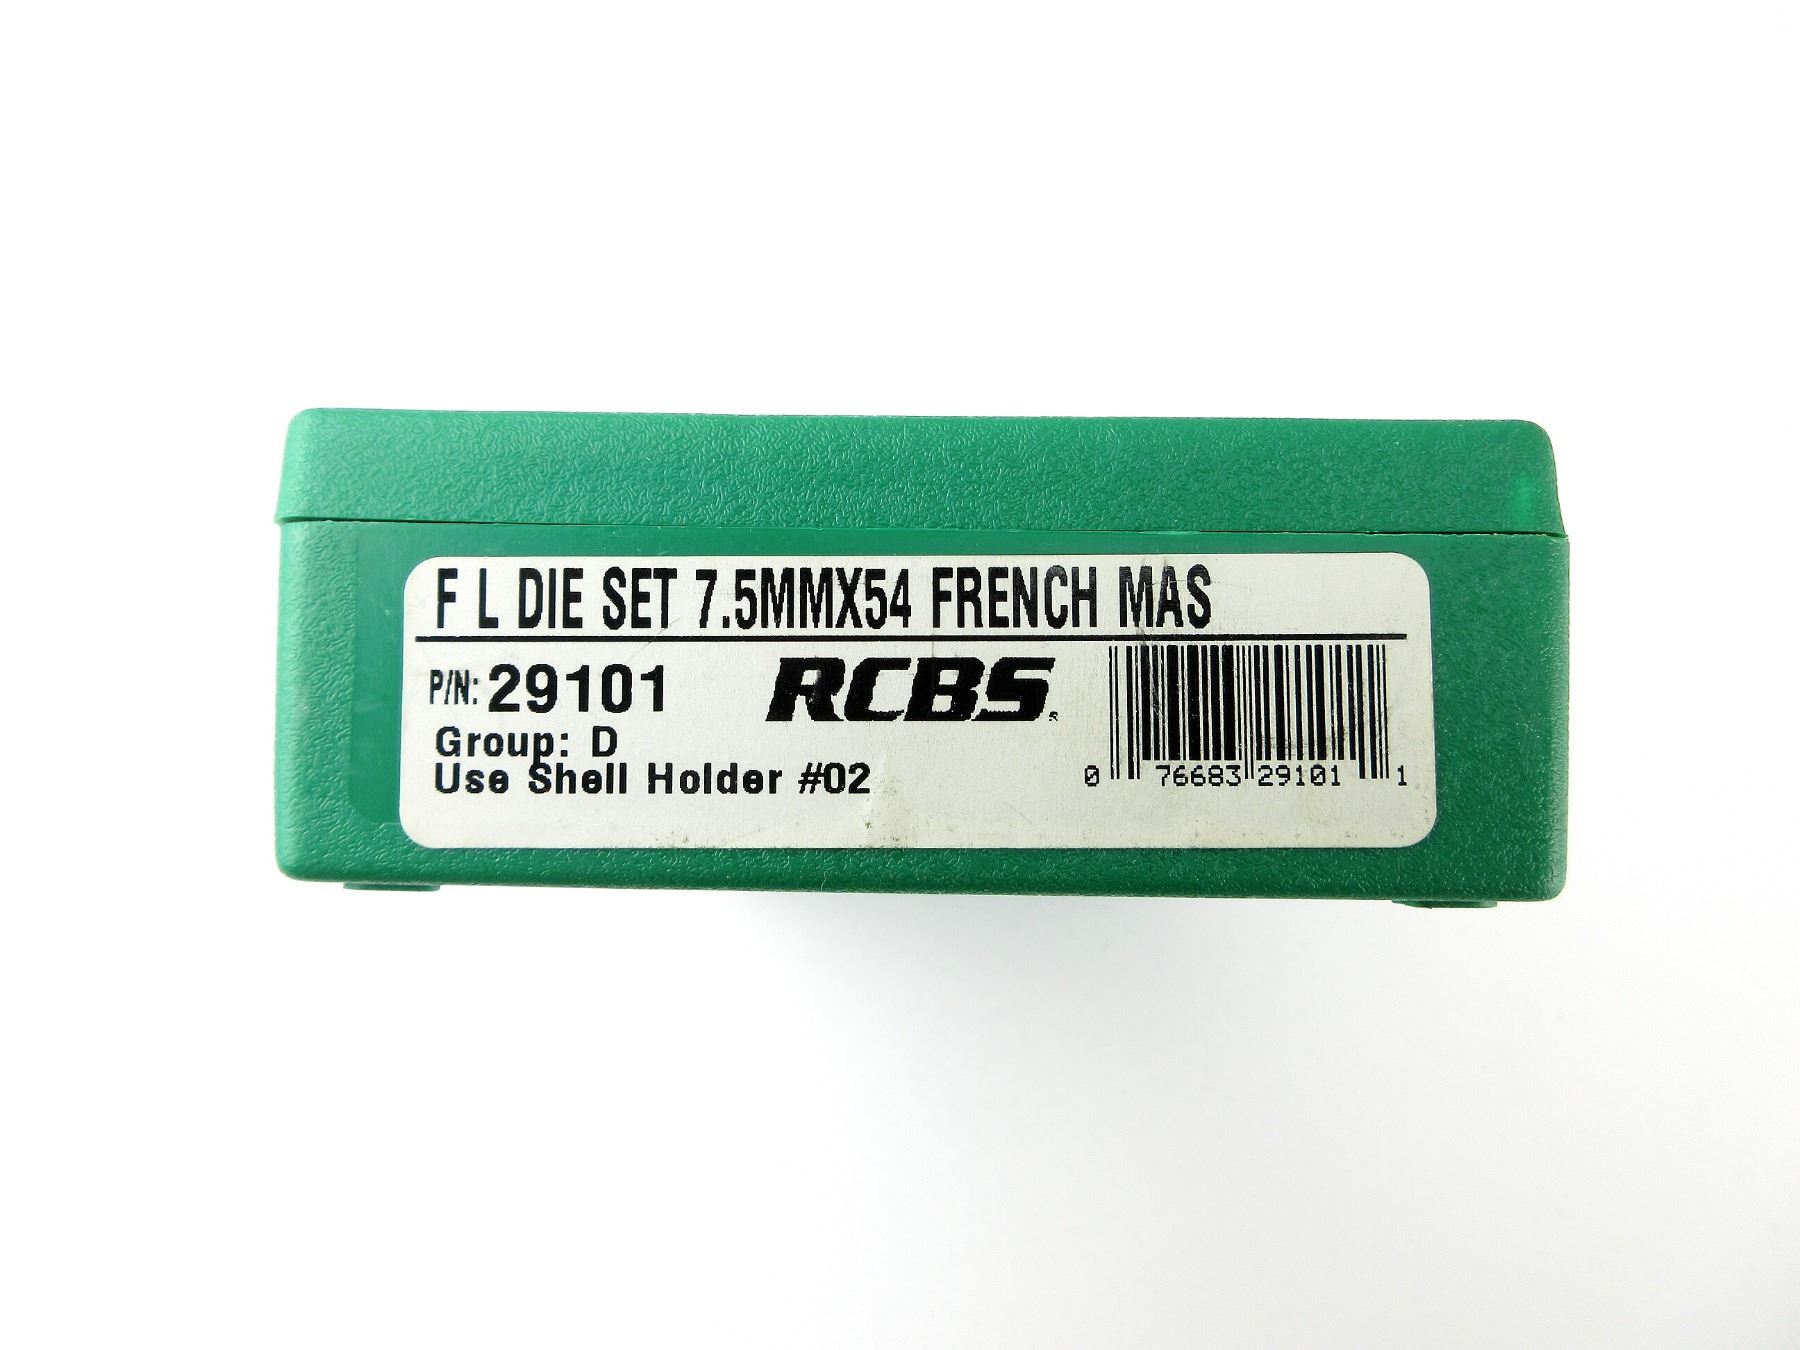 F L DIE SET 7.5MMX54 FRENCH MAS
P/N: 29101
RCBS
Group: D
Use Shell Holder #02
0 76683 29101 1